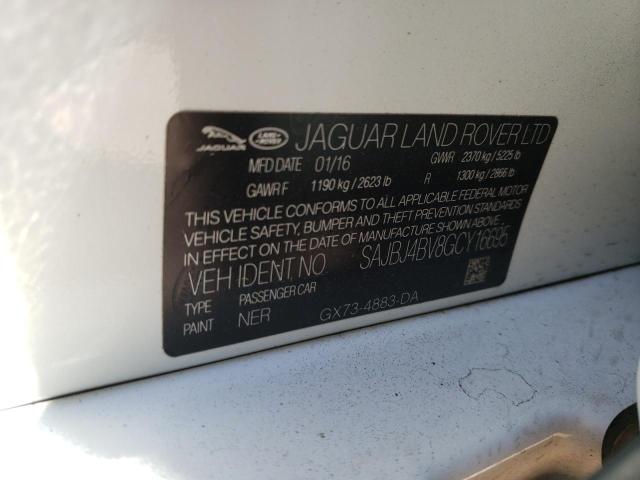 JAGUAR LAND-ROVER JAGUAR LAND ROVER LTD
MFD DATE 01/16 GVWR 2370 kg / 5225 lb
GAWR F 1190 kg / 2623 lb R 1300 kg / 2866 lb
THIS VEHICLE CONFORMS TO ALL APPLICABLE FEDERAL MOTOR
VEHICLE SAFETY, BUMPER AND THEFT PREVENTION STANDARDS
IN EFFECT ON THE DATE OF MANUFACTURE SHOWN ABOVE.
VEH IDENT NO. SAJBJ4BV8GCY16695
TYPE PASSENGER CAR
PAINT NER GX73-4883-DA